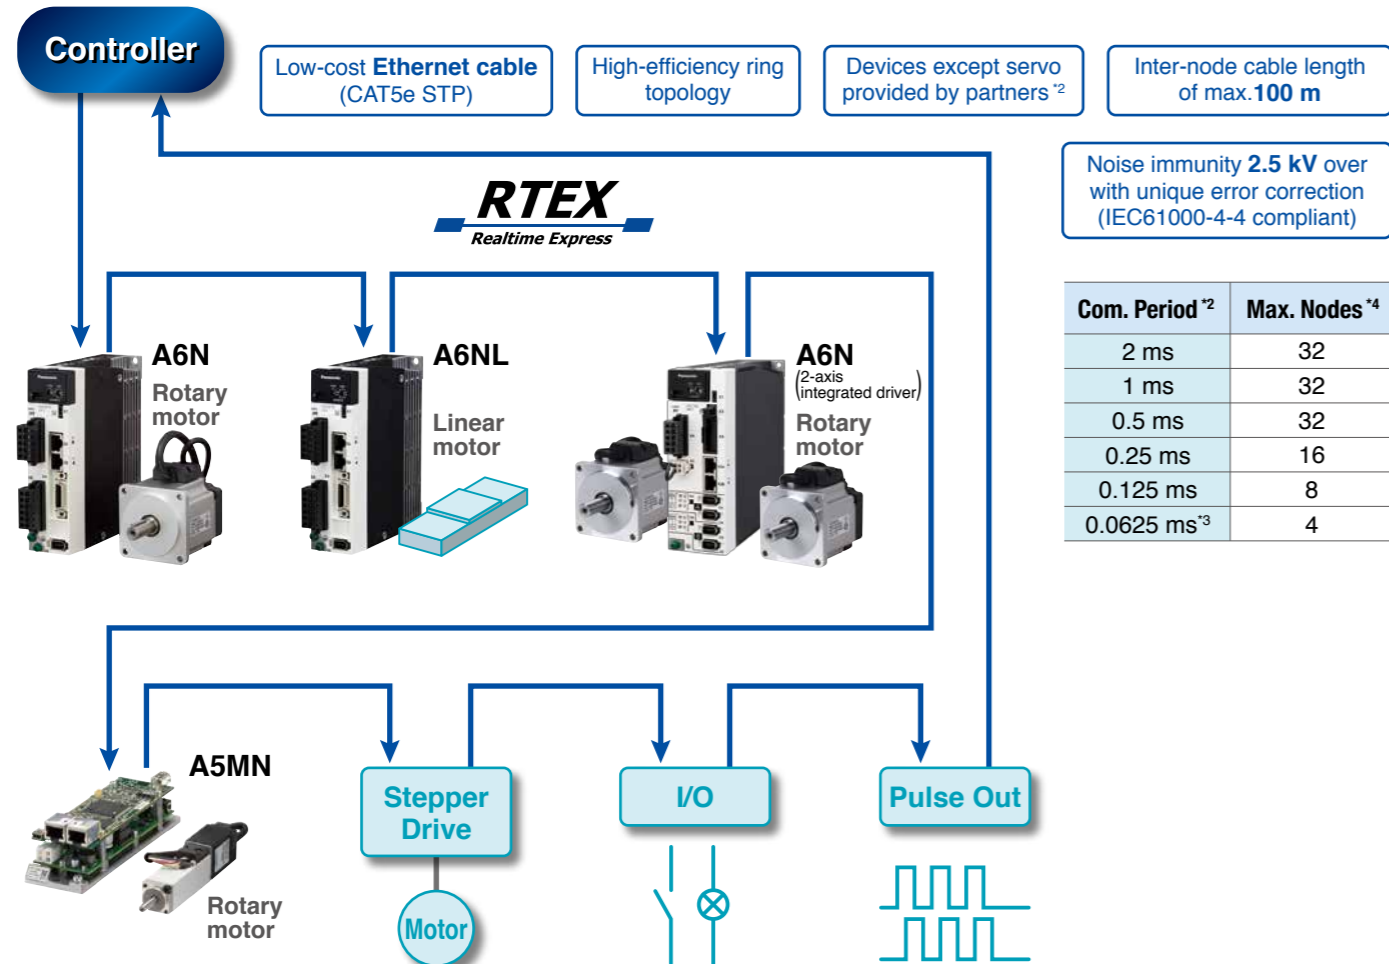 Controller
Low-cost Ethernet cable
(CAT5e STP)
High-efficiency ring
topology
Devices except servo
provided by partners *2
Inter-node cable length
of max.100 m
Noise immunity 2.5 kV over
with unique error correction
(IEC61000-4-4 compliant)
RTEX
Realtime Express
Com. Period *2 Max. Nodes *4
2 ms 32
1 ms 32
0.5 ms 32
0.25 ms 16
0.125 ms 8
0.0625 ms*3 4
A6N
Rotary
motor
A6NL
Linear
motor
A6N
(2-axis
integrated driver)
Rotary
motor
A5MN
Rotary
motor
Stepper
Drive
Motor
I/O
Pulse Out